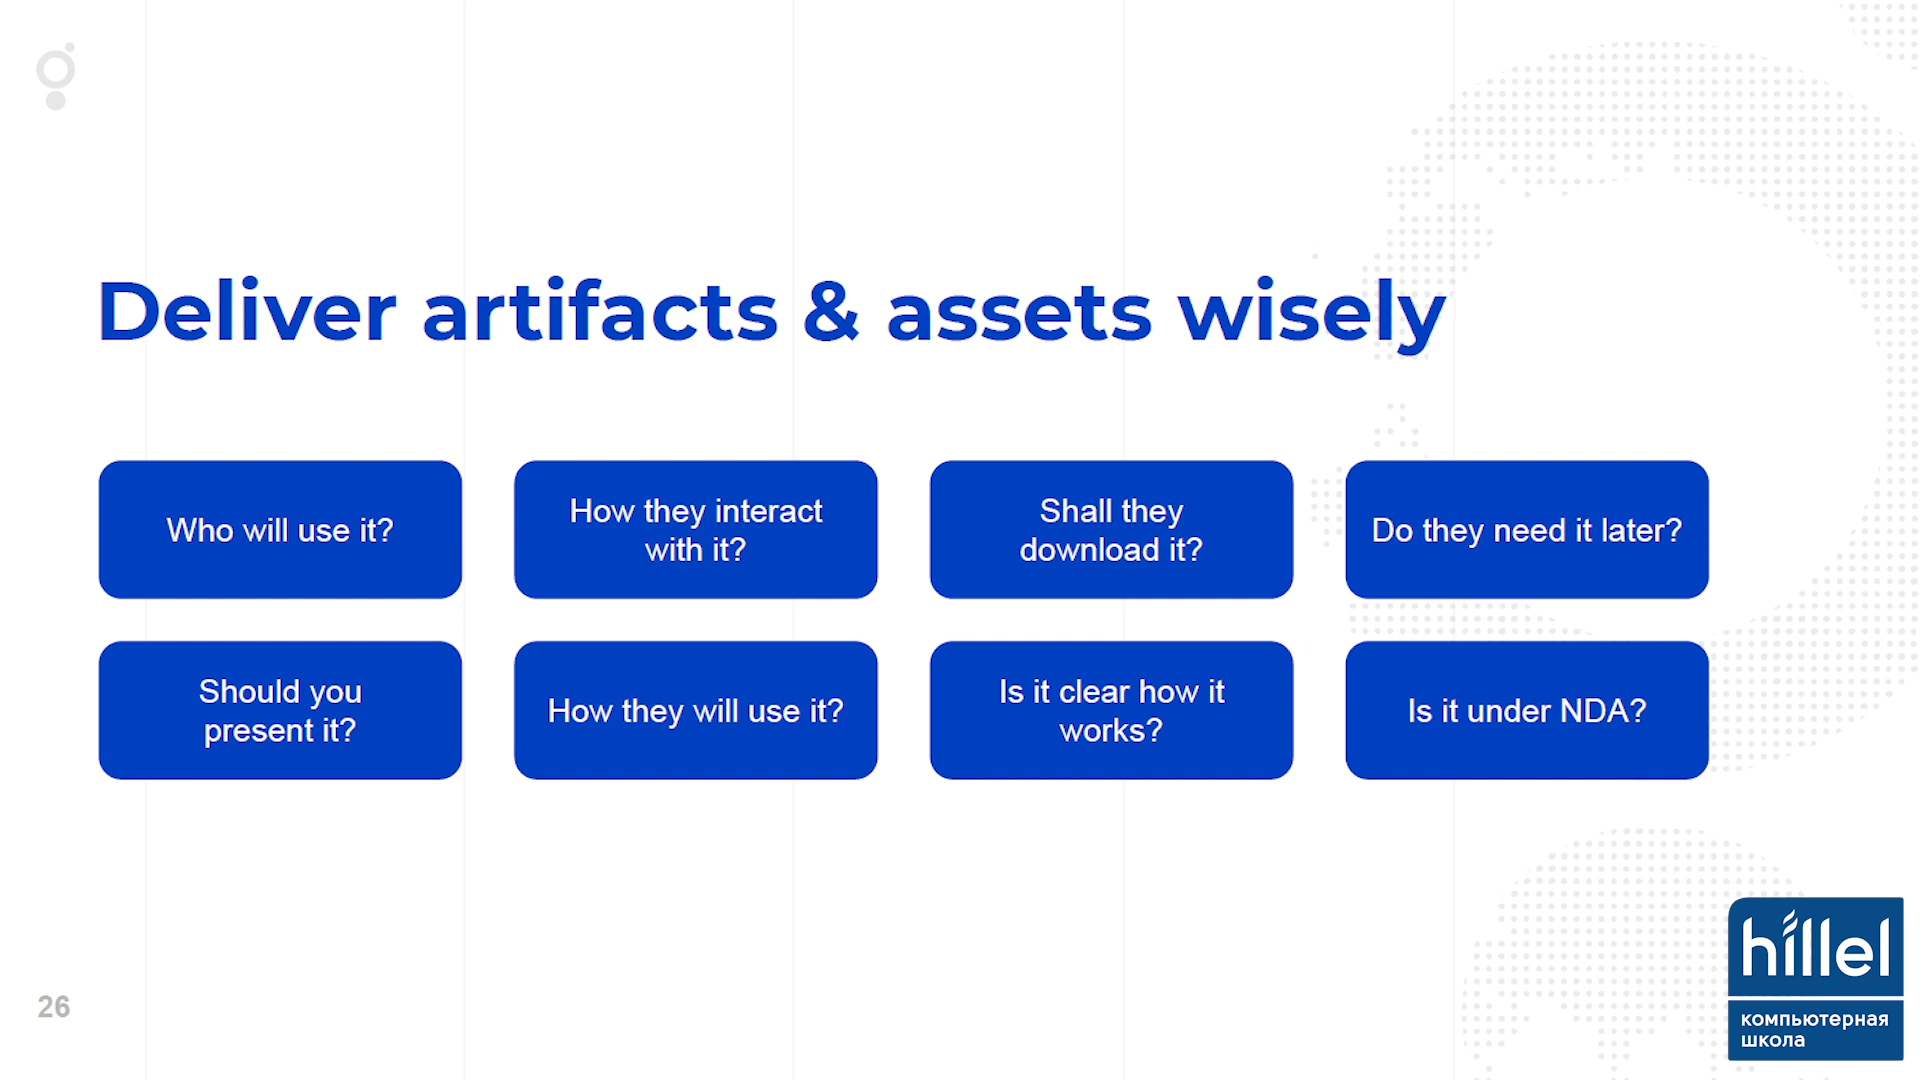 Deliver artifacts & assets wisely
Who will use it?
How they interact
with it?
Shall they
download it?
Do they need it later?
Should you
present it?
How they will use it?
Is it clear how it
works?
Is it under NDA?
26
hillel
компьютерная
школа